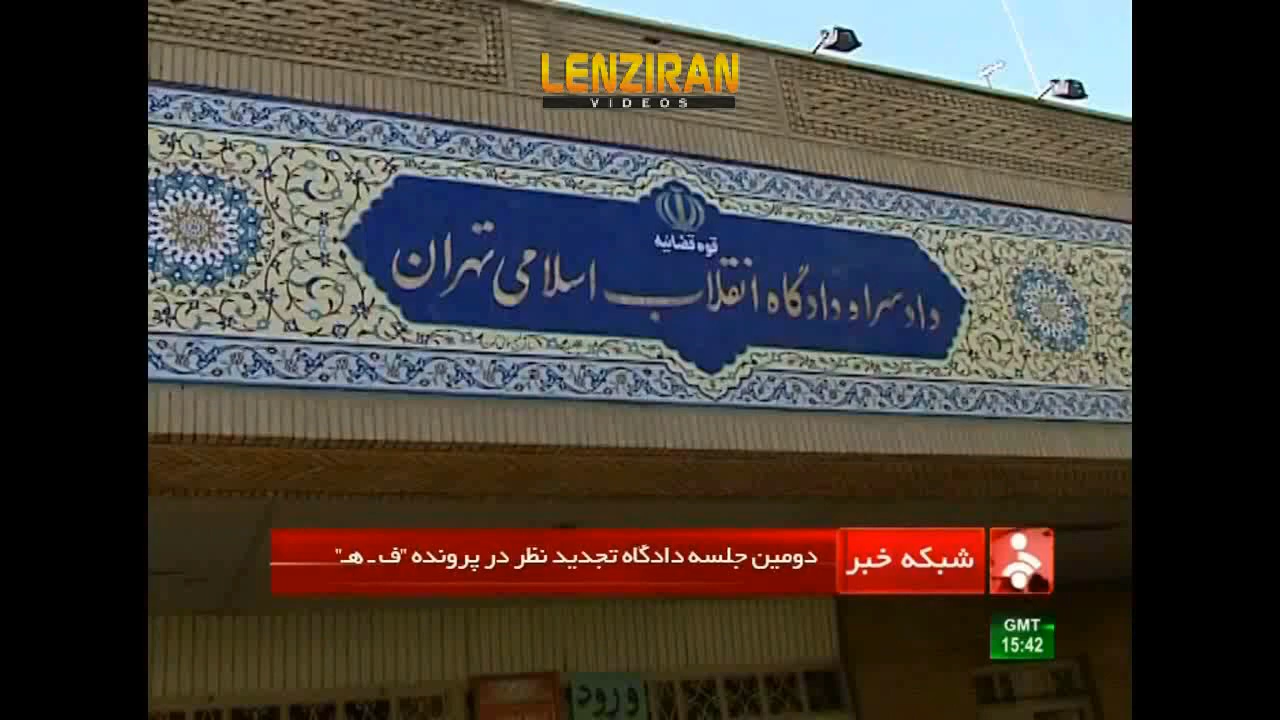 LENZIRAN
VIDEOS
قوه قضائیه
دادسرا و دادگاه انقلاب اسلامی تهران
شبکه خبر
دومین جلسه دادگاه تجدید نظر در پرونده "ف ـ هـ"
GMT
15:42
ورود